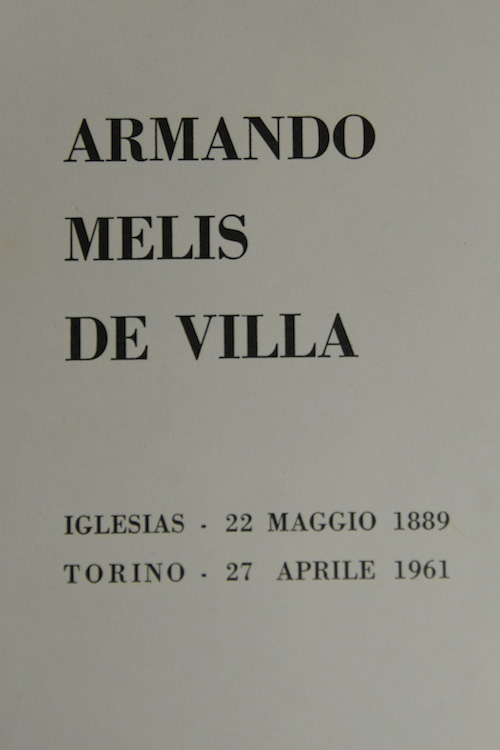 ARMANDO
MELIS
DE VILLA
IGLESIAS - 22 MAGGIO 1889
TORINO - 27 APRILE 1961